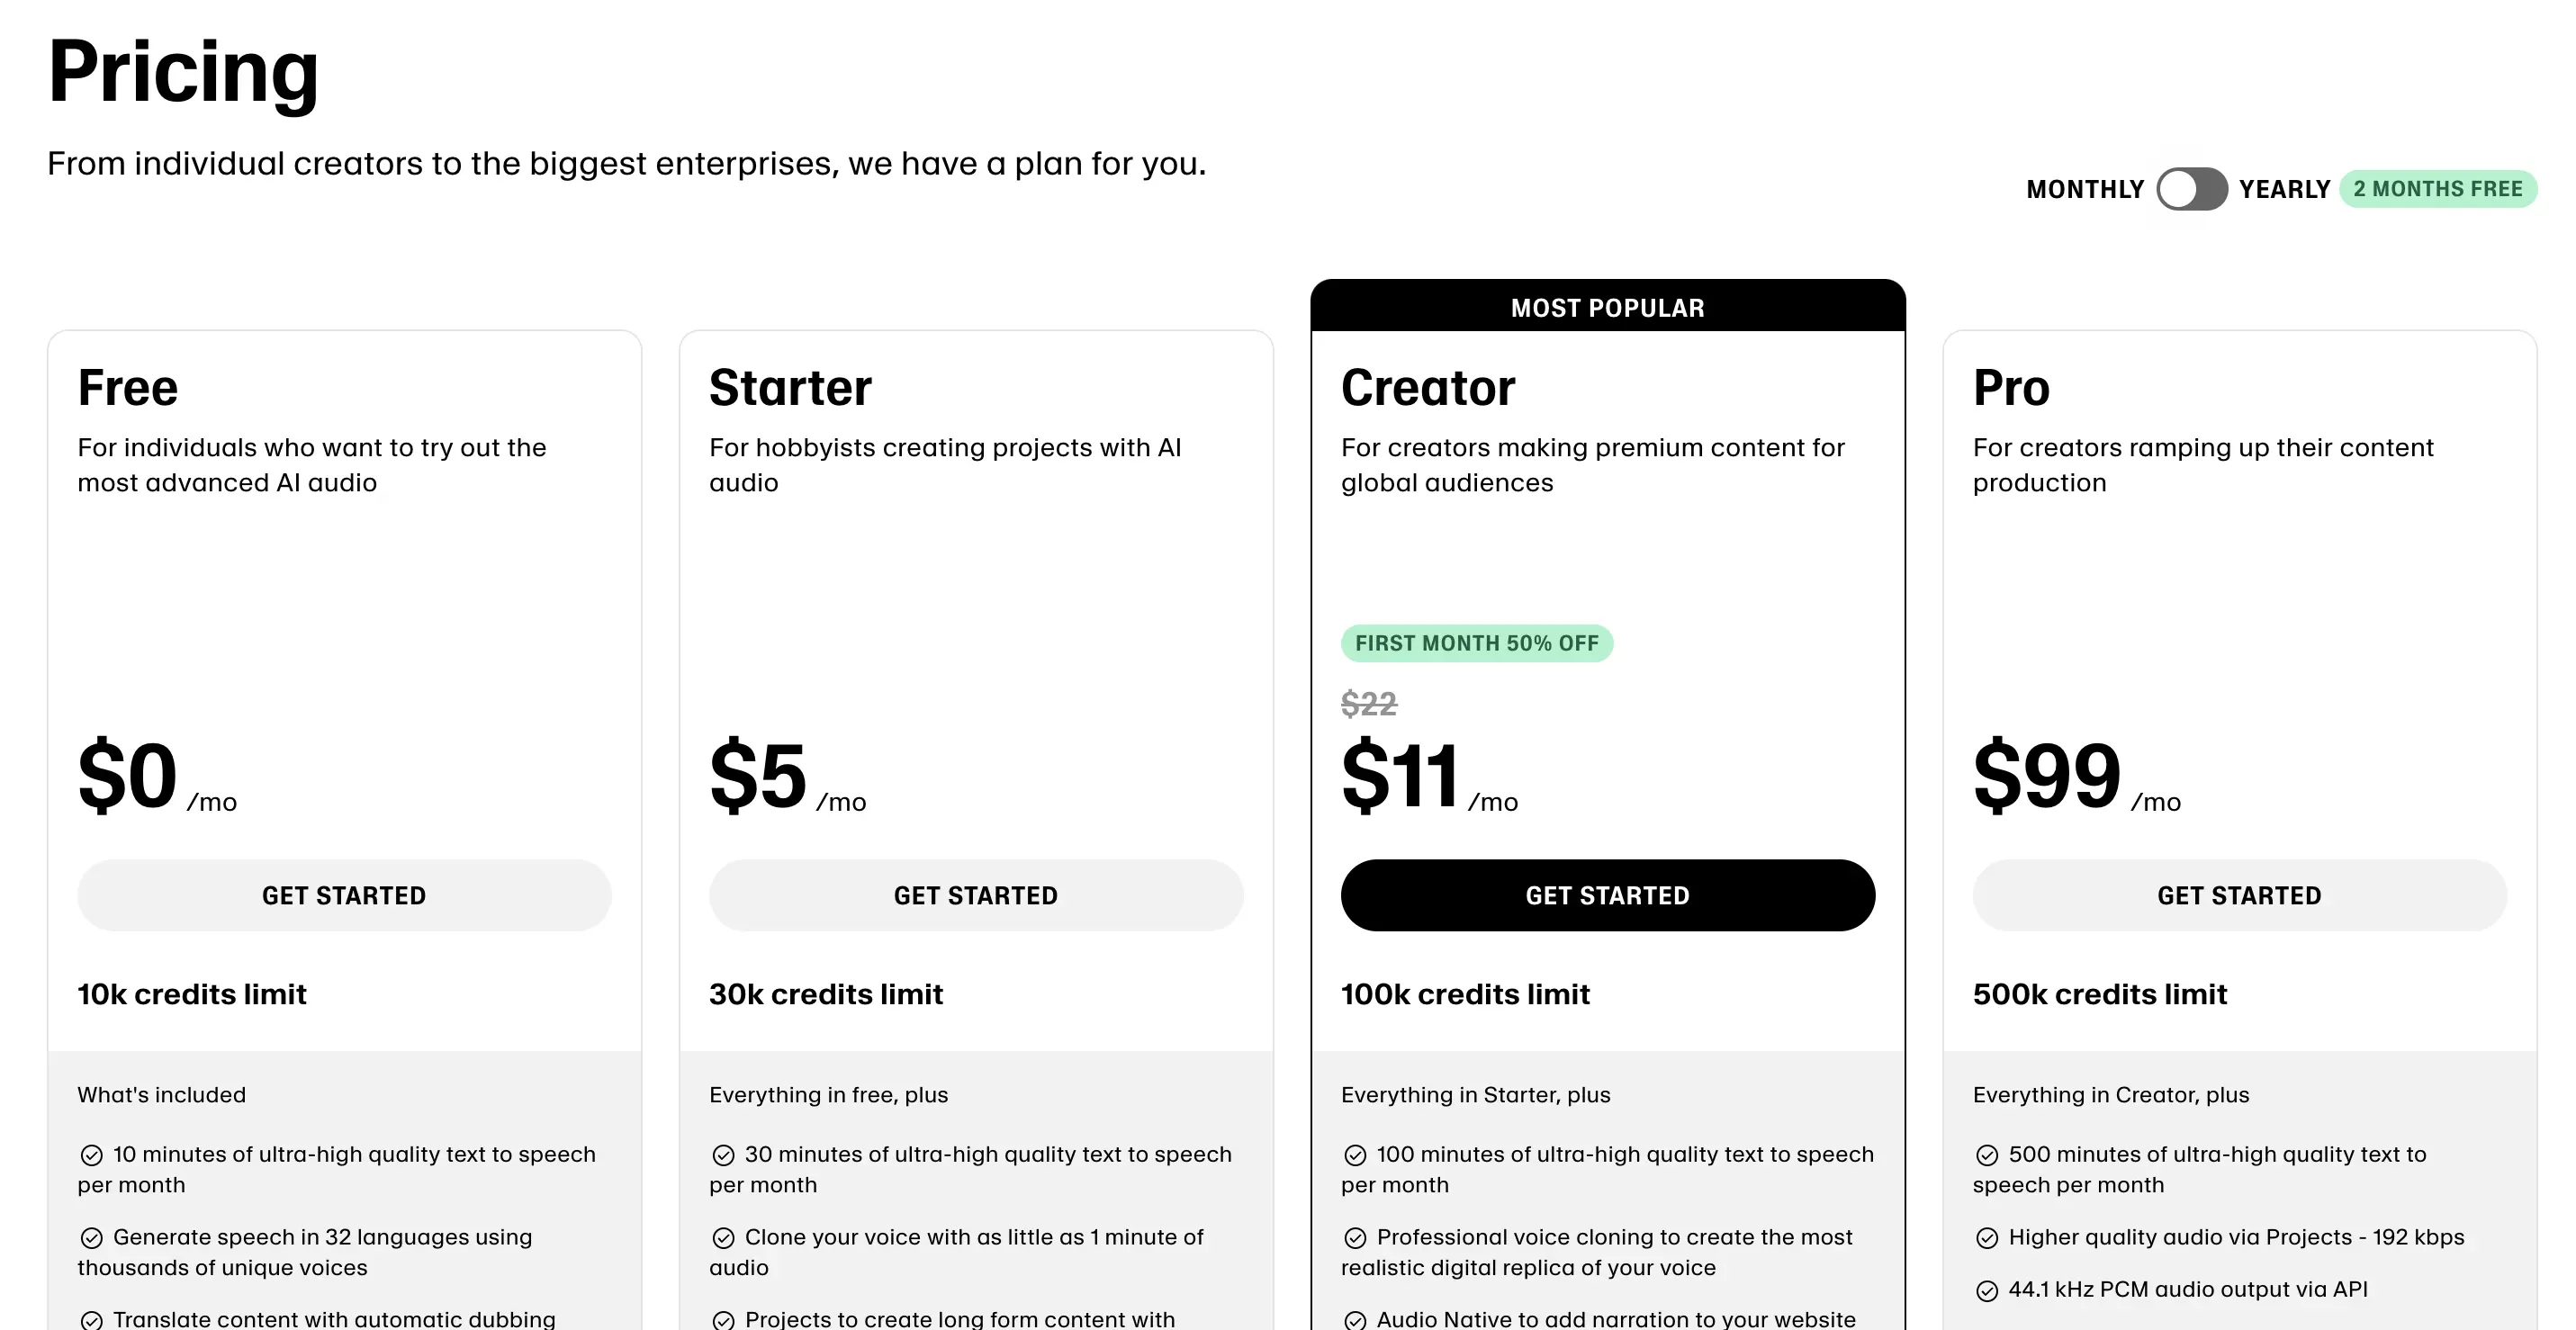 Pricing
From individual creators to the biggest enterprises, we have a plan for you.
MONTHLY YEARLY 2 MONTHS FREE
Free
For individuals who want to try out the
most advanced AI audio
$0 /mo
GET STARTED
10k credits limit
What's included
10 minutes of ultra-high quality text to speech
per month
Generate speech in 32 languages using
thousands of unique voices
Translate content with automatic dubbing
Starter
For hobbyists creating projects with AI
audio
$5 /mo
GET STARTED
30k credits limit
Everything in free, plus
30 minutes of ultra-high quality text to speech
per month
Clone your voice with as little as 1 minute of
audio
Projects to create long form content with
MOST POPULAR
Creator
For creators making premium content for
global audiences
FIRST MONTH 50% OFF
$22
$11 /mo
GET STARTED
100k credits limit
Everything in Starter, plus
100 minutes of ultra-high quality text to speech
per month
Professional voice cloning to create the most
realistic digital replica of your voice
Audio Native to add narration to your website
Pro
For creators ramping up their content
production
$99 /mo
GET STARTED
500k credits limit
Everything in Creator, plus
500 minutes of ultra-high quality text to
speech per month
Higher quality audio via Projects - 192 kbps
44.1 kHz PCM audio output via API